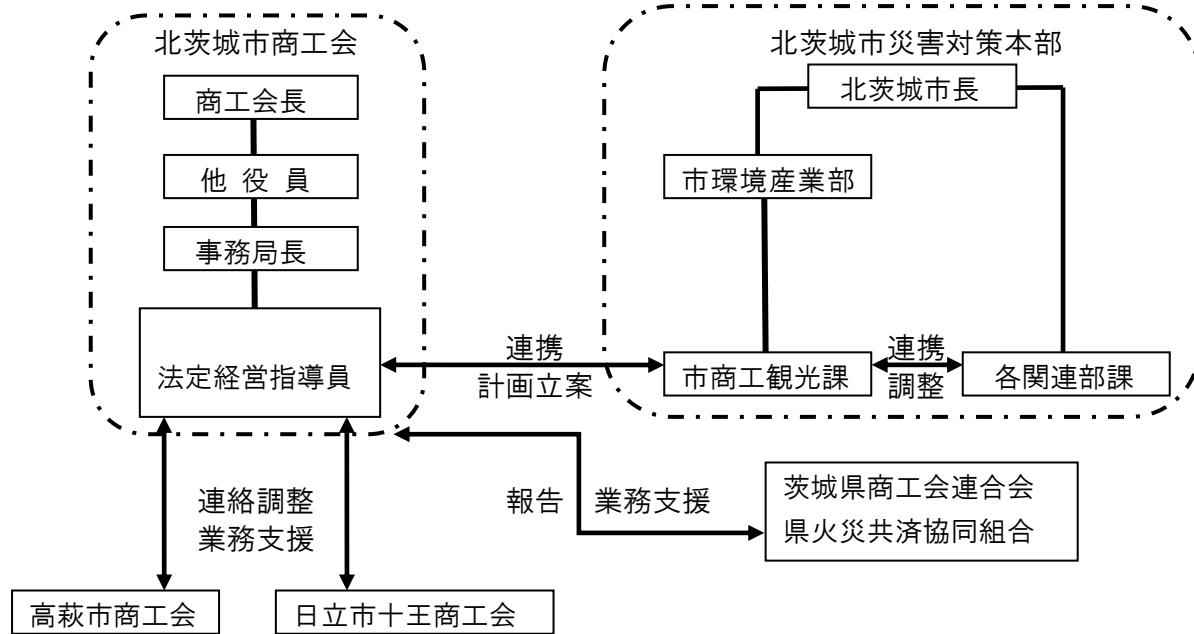 北茨城市商工会
商工会長
他 役 員
事務局長
法定経営指導員
北茨城市災害対策本部
北茨城市長
市環境産業部
連携
計画立案
市商工観光課
連携
調整
各関連部課
連絡調整
業務支援
報告
業務支援
茨城県商工会連合会
県火災共済協同組合
高萩市商工会
日立市十王商工会